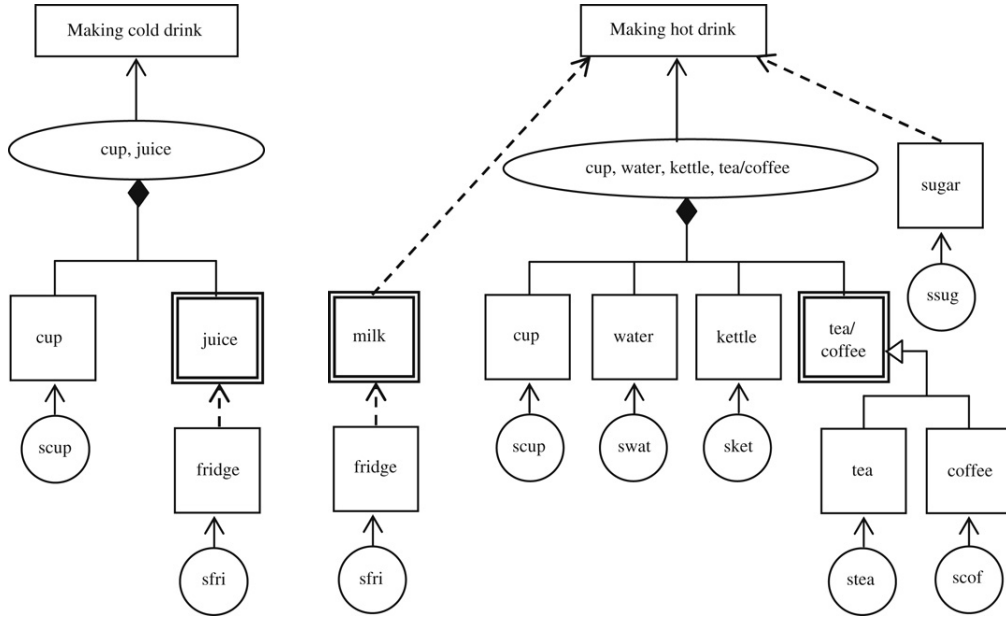 Making cold drink
Making hot drink
cup, juice
cup, water, kettle, tea/coffee
sugar
ssug
cup
juice
milk
cup
water
kettle
tea/
coffee
scup
fridge
fridge
scup
swat
sket
tea
coffee
sfri
sfri
stea
scof